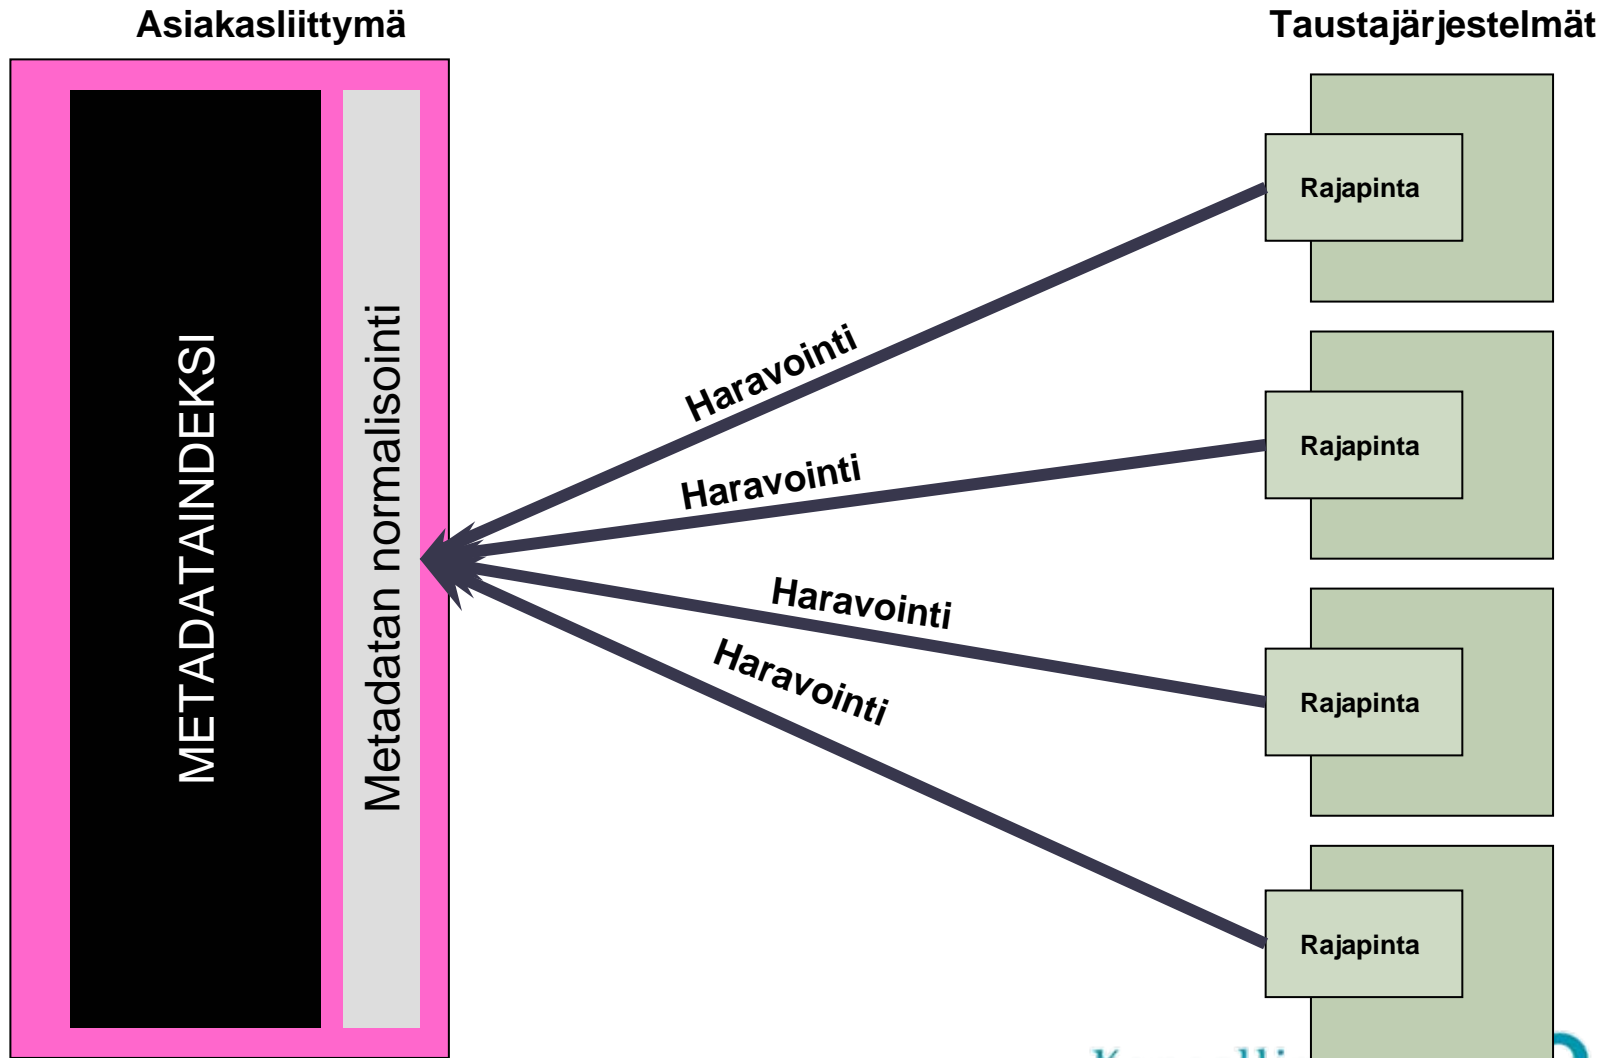 Asiakasliittymä
Taustajärjestelmät
METADATAINDEKSI
Metadatan normalisointi
Haravointi
Rajapinta
Haravointi
Rajapinta
Haravointi
Rajapinta
Haravointi
Rajapinta